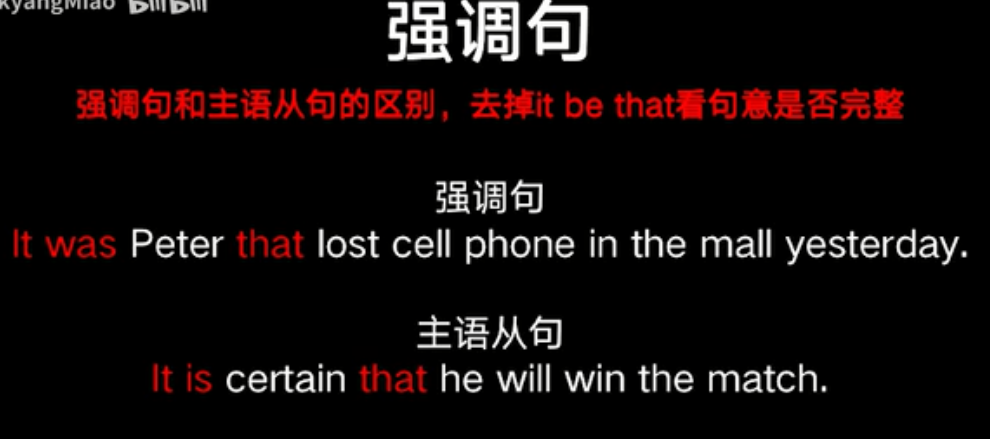 kyangMiao bilibili
强调句
强调句和主语从句的区别，去掉it be that看句意是否完整
强调句
It was Peter that lost cell phone in the mall yesterday.
主语从句
It is certain that he will win the match.